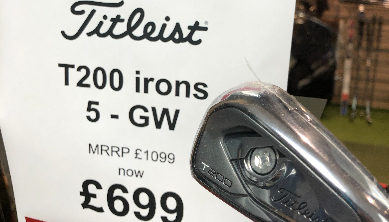 Titleist
T200 irons
5 - GW
MRRP £1099
now
£699
T200
Titleist